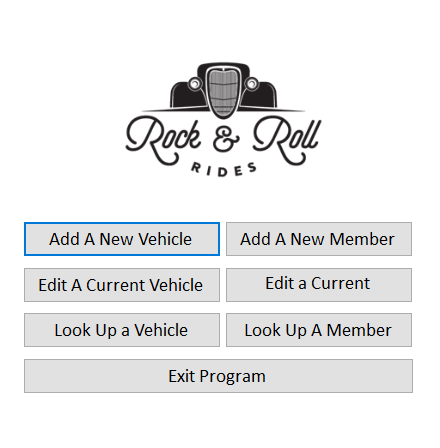 Rock & Roll
RIDES
Add A New Vehicle
Add A New Member
Edit A Current Vehicle
Edit a Current
Look Up a Vehicle
Look Up A Member
Exit Program